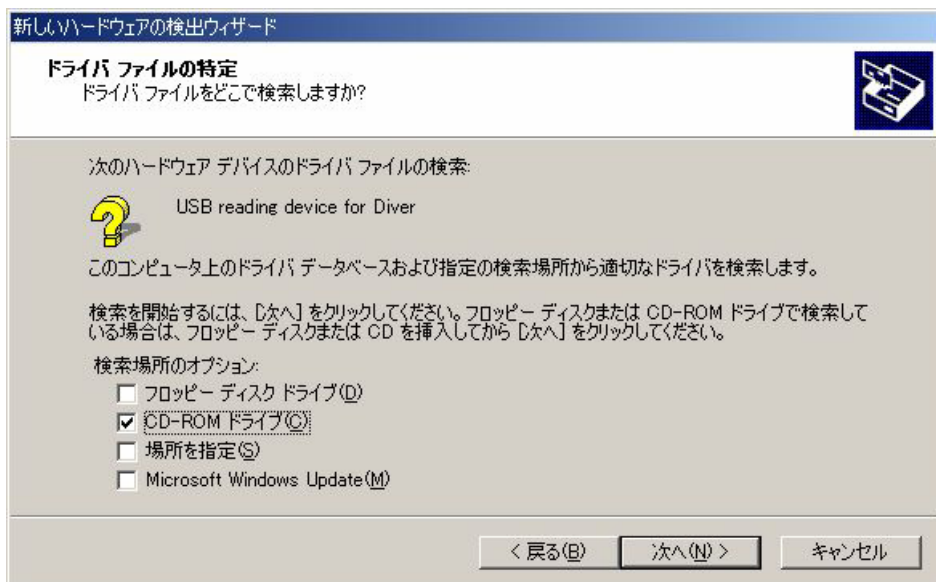 新しいハードウェアの検出ウィザード
ドライバ ファイルの特定
ドライバ ファイルをどこで検索しますか?
次のハードウェア デバイスのドライバ ファイルの検索:
USB reading device for Diver
このコンピュータ上のドライバ データベースおよび指定の検索場所から適切なドライバを検索します。
検索を開始するには、[次へ] をクリックしてください。フロッピー ディスクまたは CD-ROM ドライブで検索して
いる場合は、フロッピー ディスクまたは CD を挿入してから [次へ] をクリックしてください。
検索場所のオプション:
フロッピー ディスク ドライブ(D)
CD-ROM ドライブ(C)
場所を指定(S)
Microsoft Windows Update(M)
< 戻る(B) 次へ(N) > キャンセル